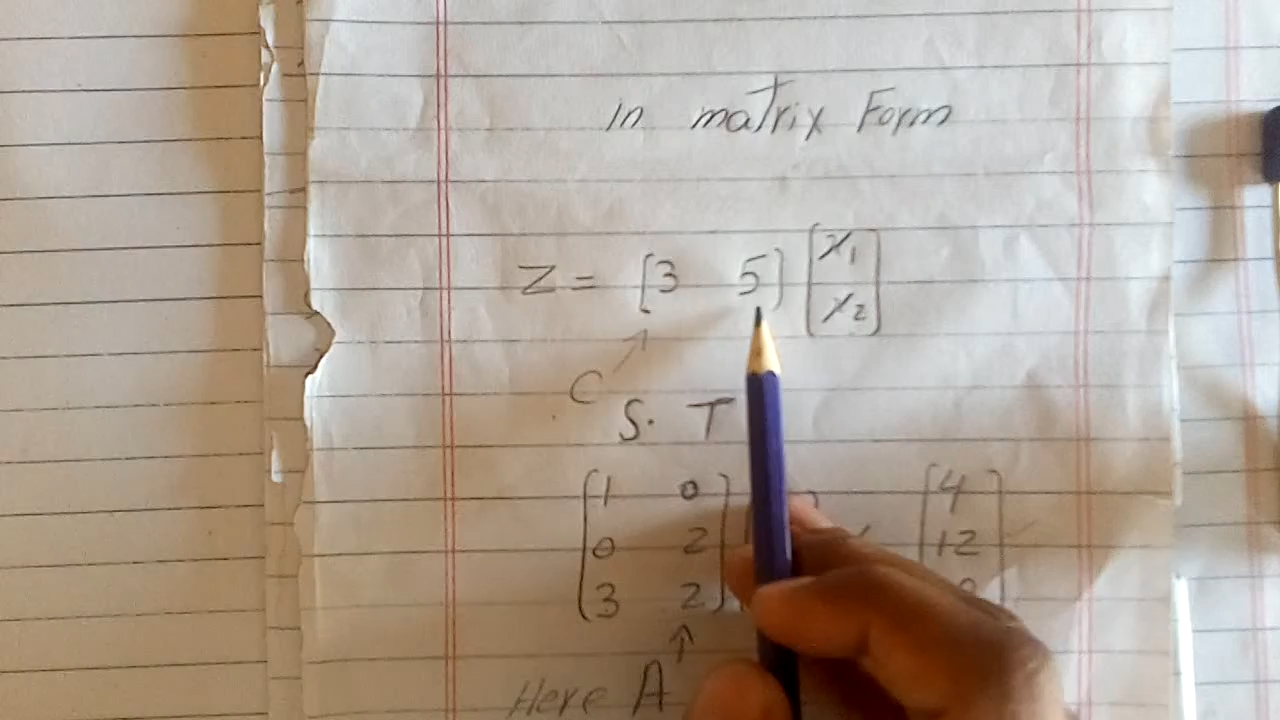 in matrix Form
Z = [3 5] [x1
x2]
C
S. T
[1 0
0 2
3 2] [4
12
Here A